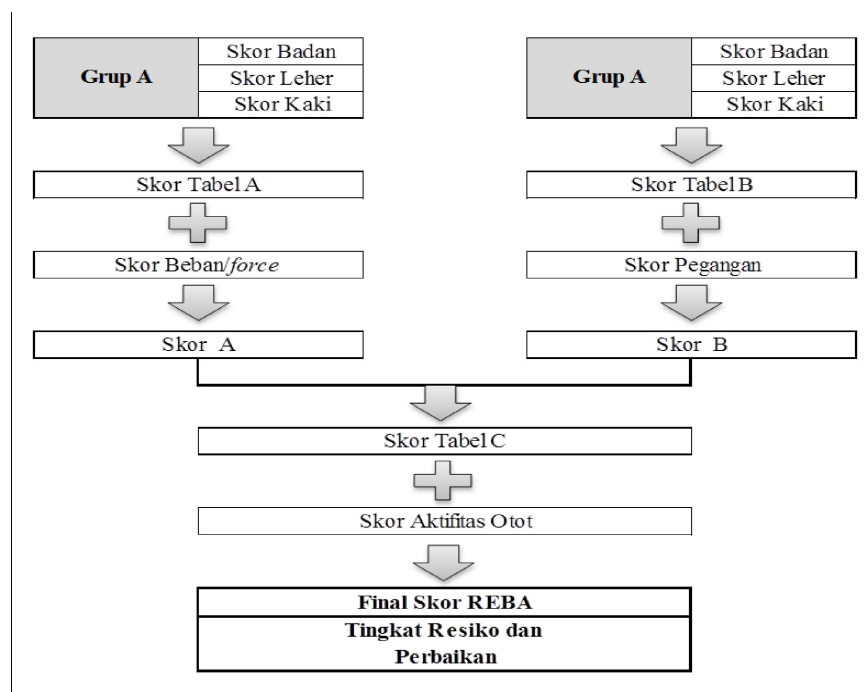 Grup A
Skor Badan
Skor Leher
Skor Kaki
Grup A
Skor Badan
Skor Leher
Skor Kaki
Skor Tabel A
Skor Tabel B
Skor Beban/force
Skor Pegangan
Skor A
Skor B
Skor Tabel C
Skor Aktifitas Otot
Final Skor REBA
Tingkat Resiko dan
Perbaikan